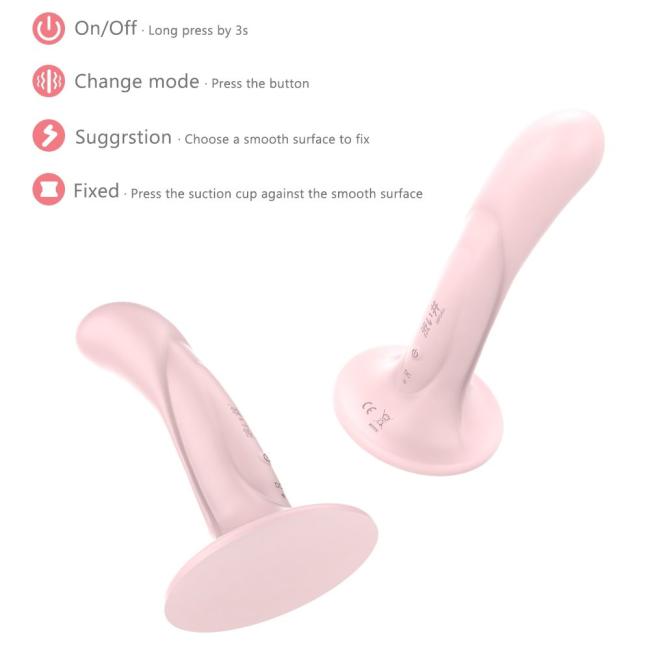 On/Off · Long press by 3s
Change mode · Press the button
Suggrstion · Choose a smooth surface to fix
Fixed · Press the suction cup against the smooth surface
CE